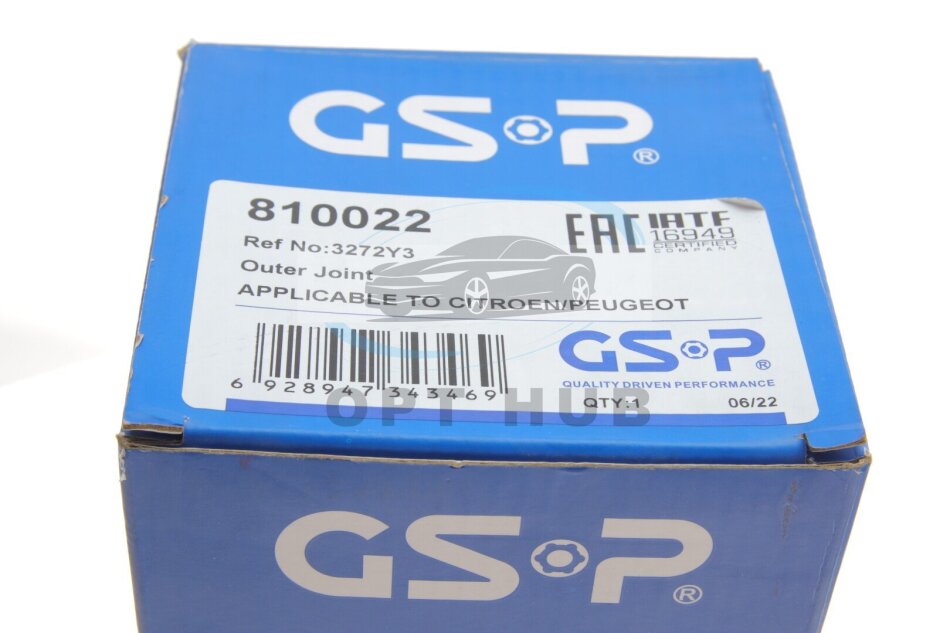 GSP®
810022
EAC IATF
16949
CERTIFIED
COMPANY
Ref No:3272Y3
Outer Joint
APPLICABLE TO CITROEN/PEUGEOT
GSP®
QUALITY DRIVEN PERFORMANCE
6 928947 343469
QTY:1 06/22
OPT HUB
GSP®